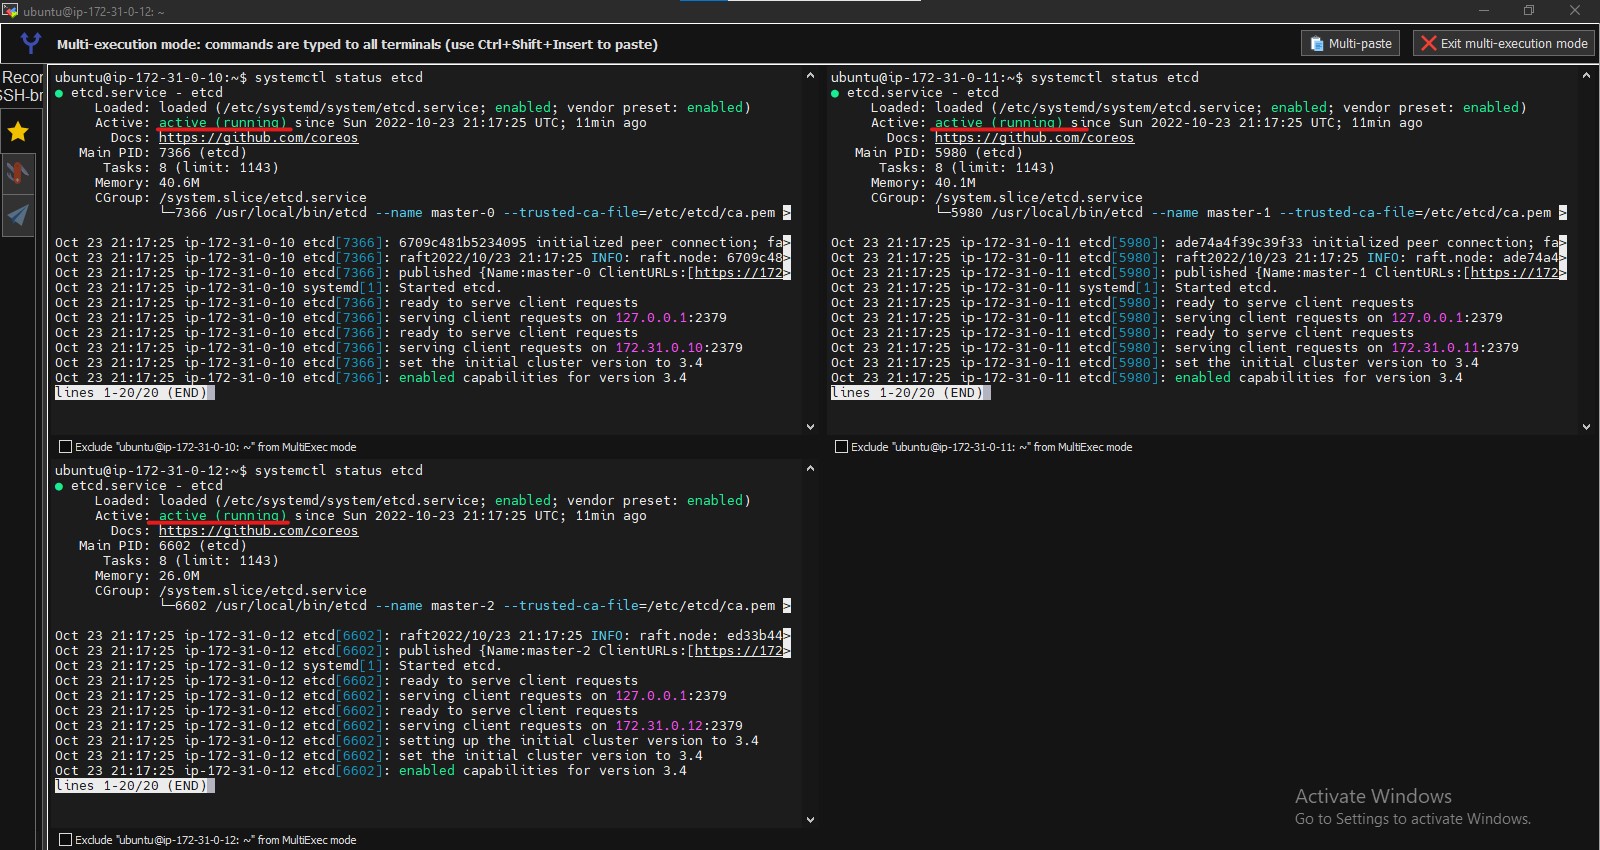 ubuntu@ip-172-31-0-12: ~
Multi-execution mode: commands are typed to all terminals (use Ctrl+Shift+Insert to paste)
Multi-paste
Exit multi-execution mode
Recor
SSH-br
ubuntu@ip-172-31-0-10:~$ systemctl status etcd
● etcd.service - etcd
Loaded: loaded (/etc/systemd/system/etcd.service; enabled; vendor preset: enabled)
Active: active (running) since Sun 2022-10-23 21:17:25 UTC; 11min ago
Docs: https://github.com/coreos
Main PID: 7366 (etcd)
Tasks: 8 (limit: 1143)
Memory: 40.6M
CGroup: /system.slice/etcd.service
└─7366 /usr/local/bin/etcd --name master-0 --trusted-ca-file=/etc/etcd/ca.pem >
Oct 23 21:17:25 ip-172-31-0-10 etcd[7366]: 6709c481b5234095 initialized peer connection; fa>
Oct 23 21:17:25 ip-172-31-0-10 etcd[7366]: raft2022/10/23 21:17:25 INFO: raft.node: 6709c48>
Oct 23 21:17:25 ip-172-31-0-10 etcd[7366]: published {Name:master-0 ClientURLs:[https://172>
Oct 23 21:17:25 ip-172-31-0-10 systemd[1]: Started etcd.
Oct 23 21:17:25 ip-172-31-0-10 etcd[7366]: ready to serve client requests
Oct 23 21:17:25 ip-172-31-0-10 etcd[7366]: serving client requests on 127.0.0.1:2379
Oct 23 21:17:25 ip-172-31-0-10 etcd[7366]: ready to serve client requests
Oct 23 21:17:25 ip-172-31-0-10 etcd[7366]: serving client requests on 172.31.0.10:2379
Oct 23 21:17:25 ip-172-31-0-10 etcd[7366]: set the initial cluster version to 3.4
Oct 23 21:17:25 ip-172-31-0-10 etcd[7366]: enabled capabilities for version 3.4
lines 1-20/20 (END)
Exclude "ubuntu@ip-172-31-0-10: ~" from MultiExec mode
ubuntu@ip-172-31-0-11:~$ systemctl status etcd
● etcd.service - etcd
Loaded: loaded (/etc/systemd/system/etcd.service; enabled; vendor preset: enabled)
Active: active (running) since Sun 2022-10-23 21:17:25 UTC; 11min ago
Docs: https://github.com/coreos
Main PID: 5980 (etcd)
Tasks: 8 (limit: 1143)
Memory: 40.1M
CGroup: /system.slice/etcd.service
└─5980 /usr/local/bin/etcd --name master-1 --trusted-ca-file=/etc/etcd/ca.pem >
Oct 23 21:17:25 ip-172-31-0-11 etcd[5980]: ade74a4f39c39f33 initialized peer connection; fa>
Oct 23 21:17:25 ip-172-31-0-11 etcd[5980]: raft2022/10/23 21:17:25 INFO: raft.node: ade74a4>
Oct 23 21:17:25 ip-172-31-0-11 etcd[5980]: published {Name:master-1 ClientURLs:[https://172>
Oct 23 21:17:25 ip-172-31-0-11 systemd[1]: Started etcd.
Oct 23 21:17:25 ip-172-31-0-11 etcd[5980]: ready to serve client requests
Oct 23 21:17:25 ip-172-31-0-11 etcd[5980]: serving client requests on 127.0.0.1:2379
Oct 23 21:17:25 ip-172-31-0-11 etcd[5980]: ready to serve client requests
Oct 23 21:17:25 ip-172-31-0-11 etcd[5980]: serving client requests on 172.31.0.11:2379
Oct 23 21:17:25 ip-172-31-0-11 etcd[5980]: set the initial cluster version to 3.4
Oct 23 21:17:25 ip-172-31-0-11 etcd[5980]: enabled capabilities for version 3.4
lines 1-20/20 (END)
Exclude "ubuntu@ip-172-31-0-11: ~" from MultiExec mode
ubuntu@ip-172-31-0-12:~$ systemctl status etcd
● etcd.service - etcd
Loaded: loaded (/etc/systemd/system/etcd.service; enabled; vendor preset: enabled)
Active: active (running) since Sun 2022-10-23 21:17:25 UTC; 11min ago
Docs: https://github.com/coreos
Main PID: 6602 (etcd)
Tasks: 8 (limit: 1143)
Memory: 26.0M
CGroup: /system.slice/etcd.service
└─6602 /usr/local/bin/etcd --name master-2 --trusted-ca-file=/etc/etcd/ca.pem >
Oct 23 21:17:25 ip-172-31-0-12 etcd[6602]: raft2022/10/23 21:17:25 INFO: raft.node: ed33b44>
Oct 23 21:17:25 ip-172-31-0-12 etcd[6602]: published {Name:master-2 ClientURLs:[https://172>
Oct 23 21:17:25 ip-172-31-0-12 systemd[1]: Started etcd.
Oct 23 21:17:25 ip-172-31-0-12 etcd[6602]: ready to serve client requests
Oct 23 21:17:25 ip-172-31-0-12 etcd[6602]: serving client requests on 127.0.0.1:2379
Oct 23 21:17:25 ip-172-31-0-12 etcd[6602]: ready to serve client requests
Oct 23 21:17:25 ip-172-31-0-12 etcd[6602]: serving client requests on 172.31.0.12:2379
Oct 23 21:17:25 ip-172-31-0-12 etcd[6602]: setting up the initial cluster version to 3.4
Oct 23 21:17:25 ip-172-31-0-12 etcd[6602]: set the initial cluster version to 3.4
Oct 23 21:17:25 ip-172-31-0-12 etcd[6602]: enabled capabilities for version 3.4
lines 1-20/20 (END)
Exclude "ubuntu@ip-172-31-0-12: ~" from MultiExec mode
Activate Windows
Go to Settings to activate Windows.